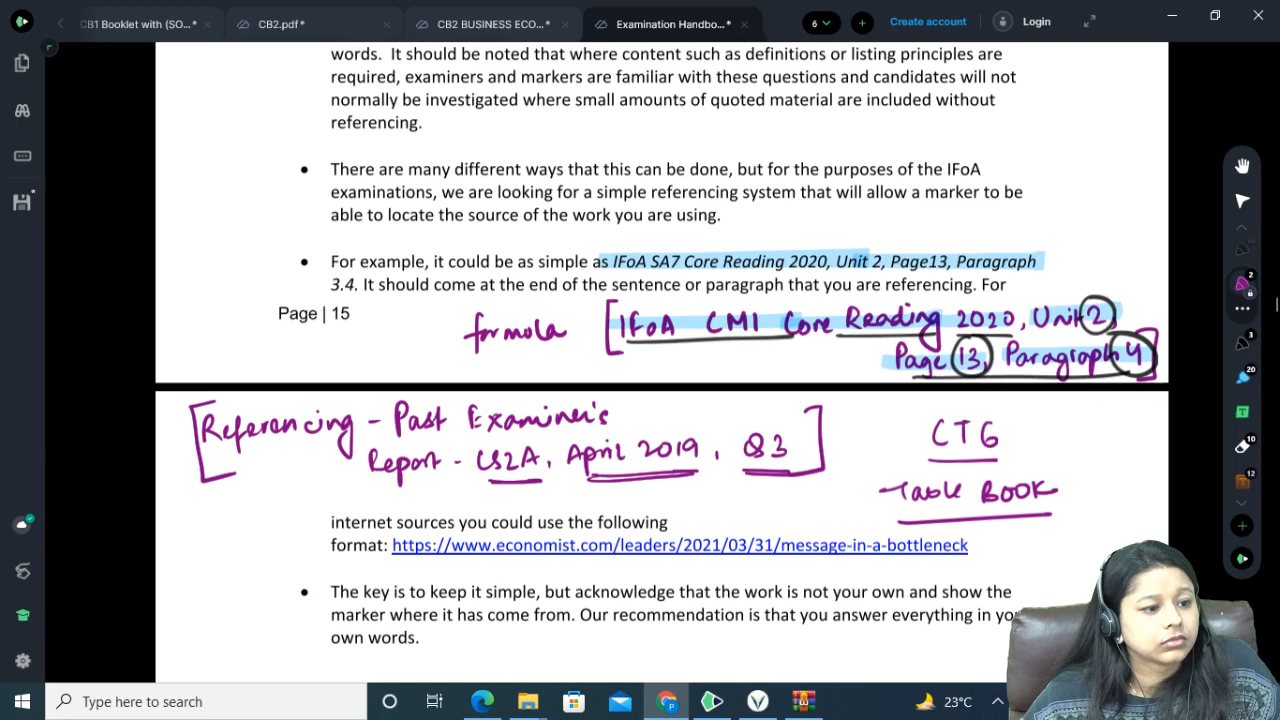 CB1 Booklet with (SO...*
CB2.pdf*
CB2 BUSINESS ECO...*
Examination Handbo...*
6
Create account
Login
words. It should be noted that where content such as definitions or listing principles are
required, examiners and markers are familiar with these questions and candidates will not
normally be investigated where small amounts of quoted material are included without
referencing.
• There are many different ways that this can be done, but for the purposes of the IFoA
examinations, we are looking for a simple referencing system that will allow a marker to be
able to locate the source of the work you are using.
• For example, it could be as simple as IFoA SA7 Core Reading 2020, Unit 2, Page13, Paragraph
3.4. It should come at the end of the sentence or paragraph that you are referencing. For
Page | 15
formola [IFoA CM1 Core Reading 2020, Unit 2,
Page 13, Paragraph 4]
[Referencing - Past Examiner's
Report - CS2A, April 2019, Q3]
CT6
Table BOOK
internet sources you could use the following
format: https://www.economist.com/leaders/2021/03/31/message-in-a-bottleneck
• The key is to keep it simple, but acknowledge that the work is not your own and show the
marker where it has come from. Our recommendation is that you answer everything in yo
own words.
2
3
20
12
Type here to search
23°C